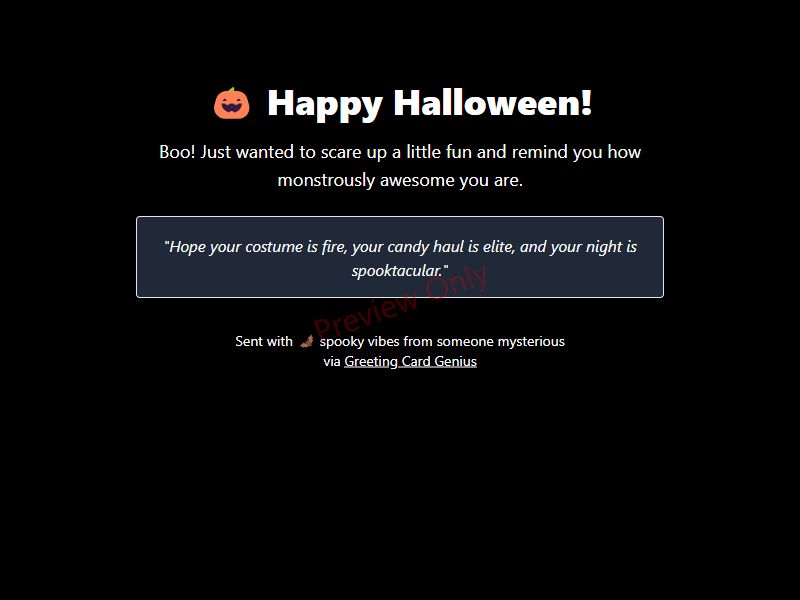 🎃 Happy Halloween!
Boo! Just wanted to scare up a little fun and remind you how
monstrously awesome you are.
"Hope your costume is fire, your candy haul is elite, and your night is
spooktacular."
Preview Only
Sent with 🦇 spooky vibes from someone mysterious
via Greeting Card Genius